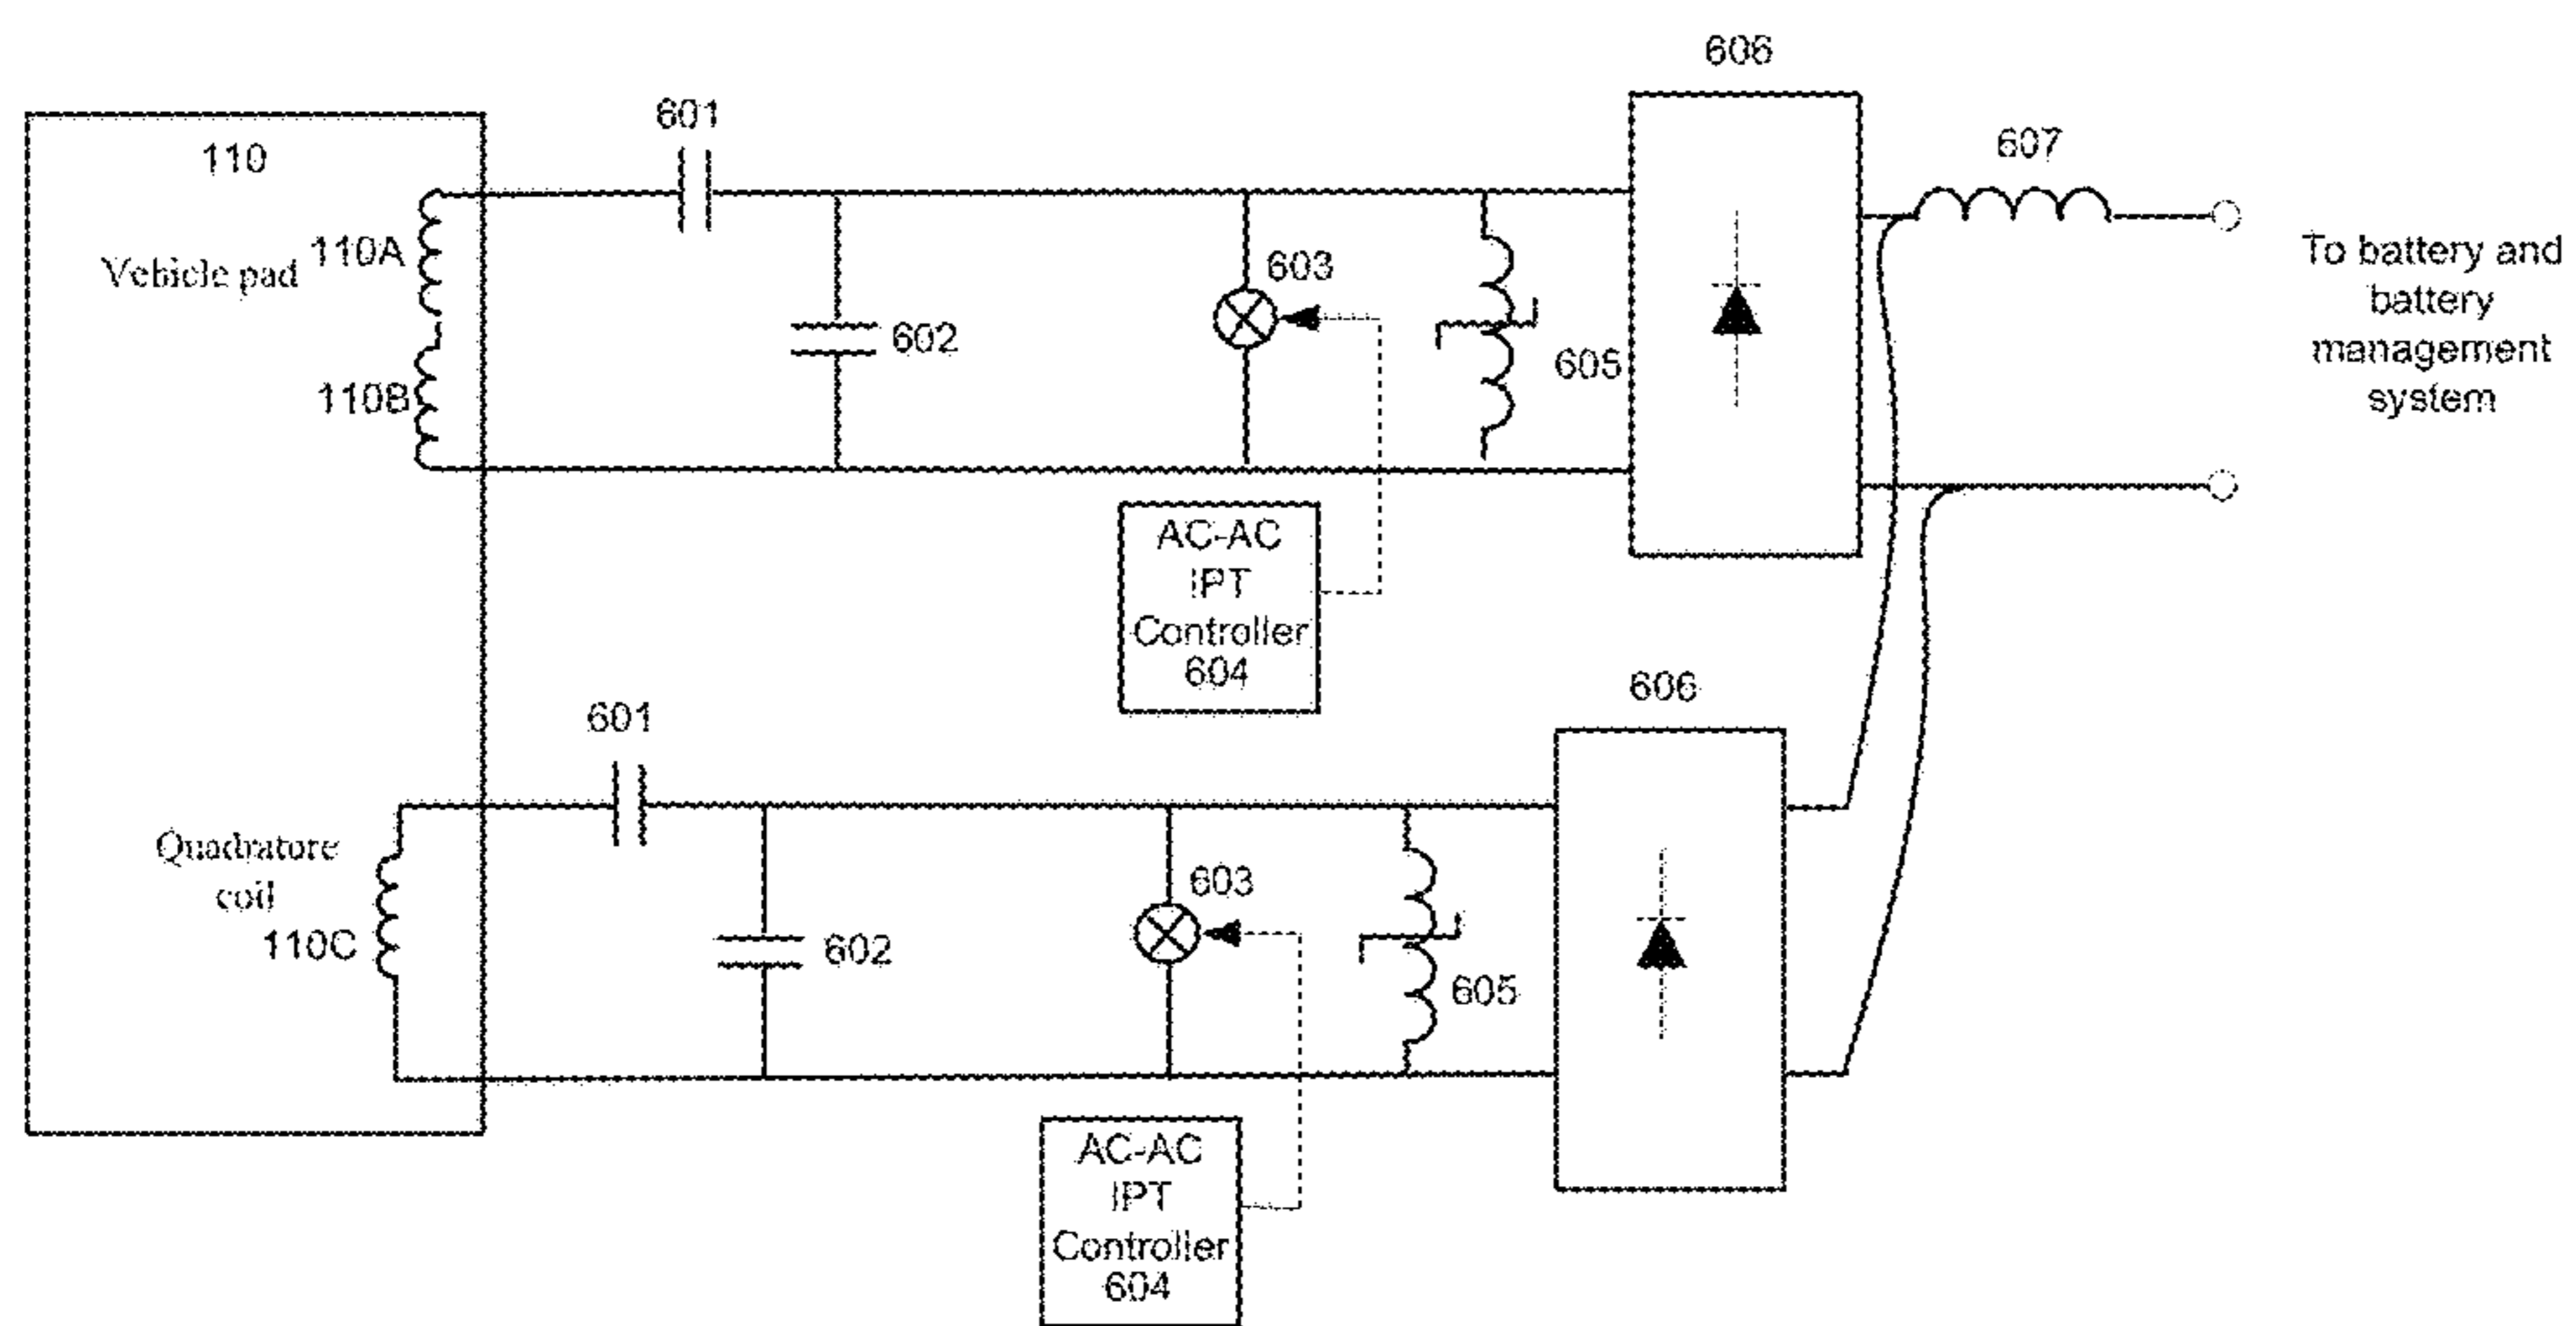 606
601
607
110
110A
Vehicle pad
To battery and
battery
management
system
603
602
605
110B
AC-AC
IPT
Controller
604
606
601
Quadrature
coil
110C
603
602
605
AC-AC
IPT
Controller
604